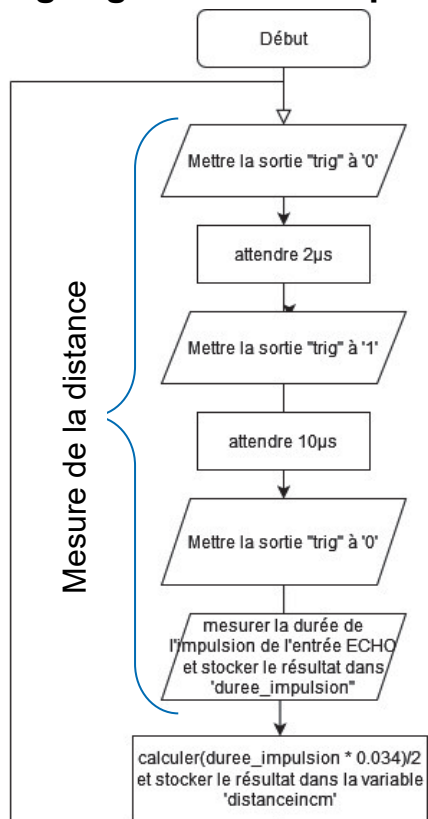 Début
Mettre la sortie "trig" à '0'
attendre 2µs
Mettre la sortie "trig" à '1'
attendre 10µs
Mettre la sortie "trig" à '0'
mesurer la durée de
l'impulsion de l'entrée ECHO
et stocker le résultat dans
'duree_impulsion"
calculer(duree_impulsion * 0.034)/2
et stocker le résultat dans la variable
'distanceincm"
Mesure de la distance